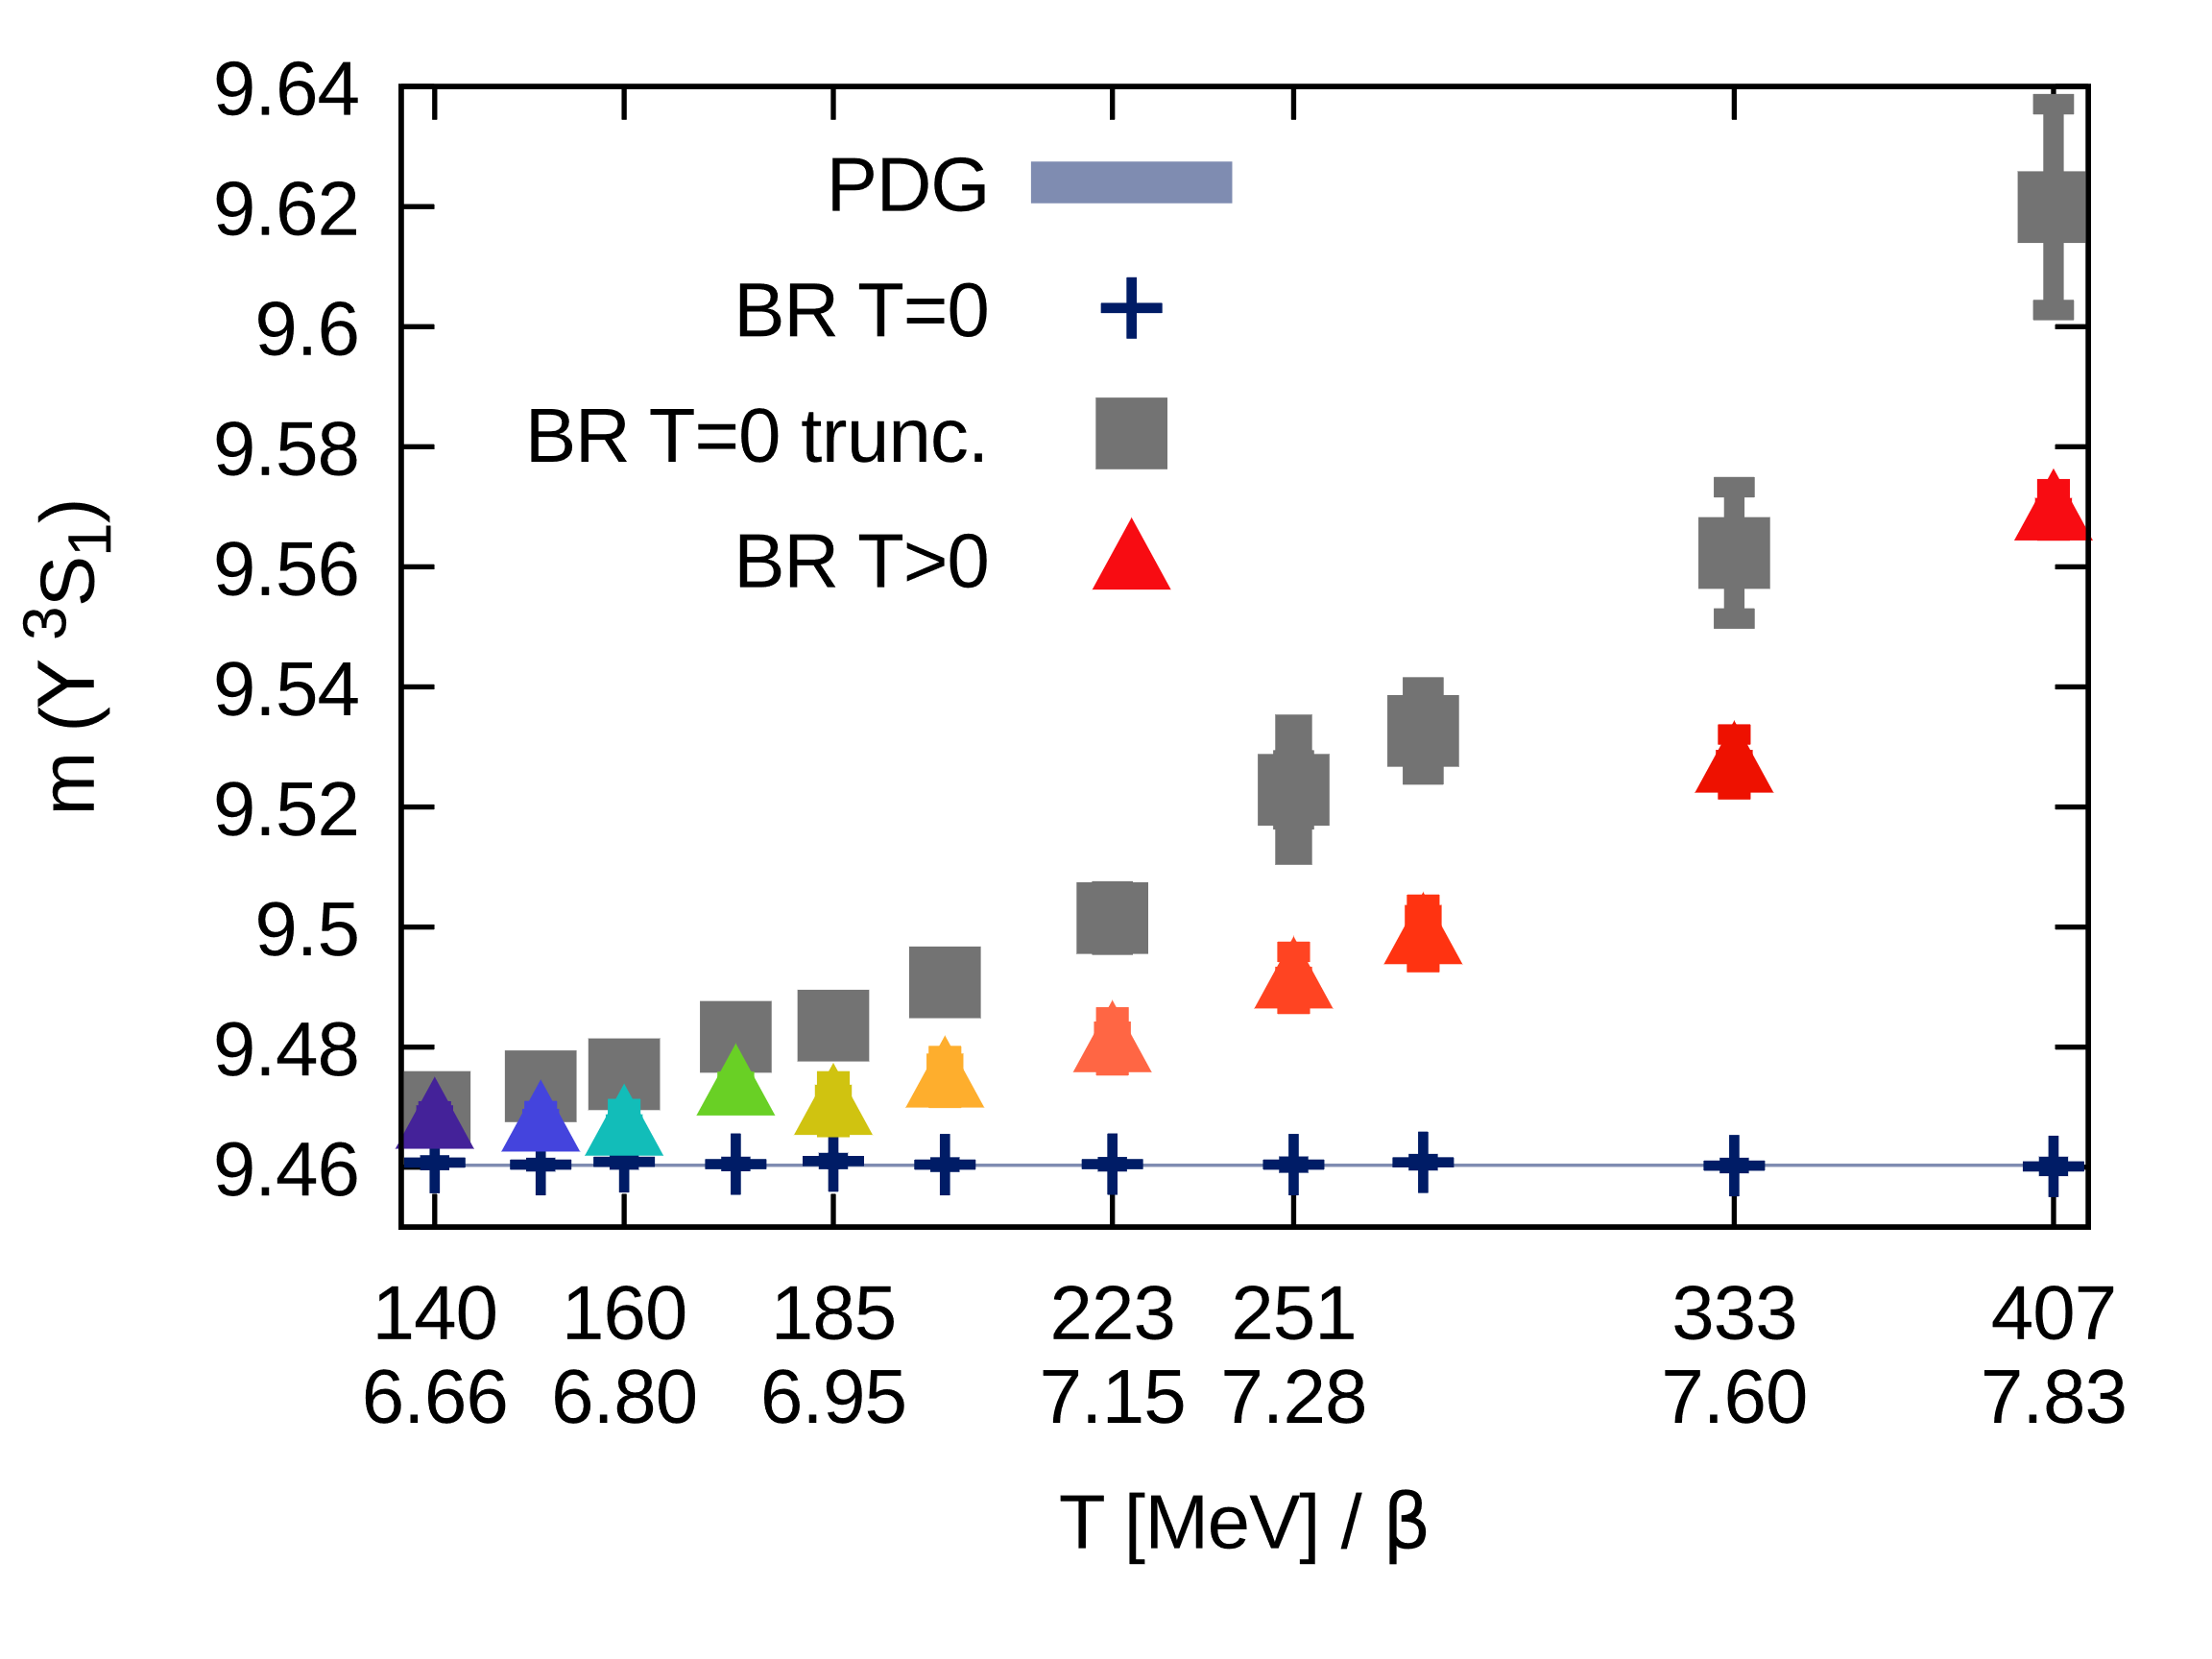 9.64
9.62
9.6
9.58
9.56
9.54
9.52
9.5
9.48
9.46
m (Υ ³S₁)
PDG
BR T=0
BR T=0 trunc.
BR T>0
140 160 185 223 251 333 407
6.66 6.80 6.95 7.15 7.28 7.60 7.83
T [MeV] / β